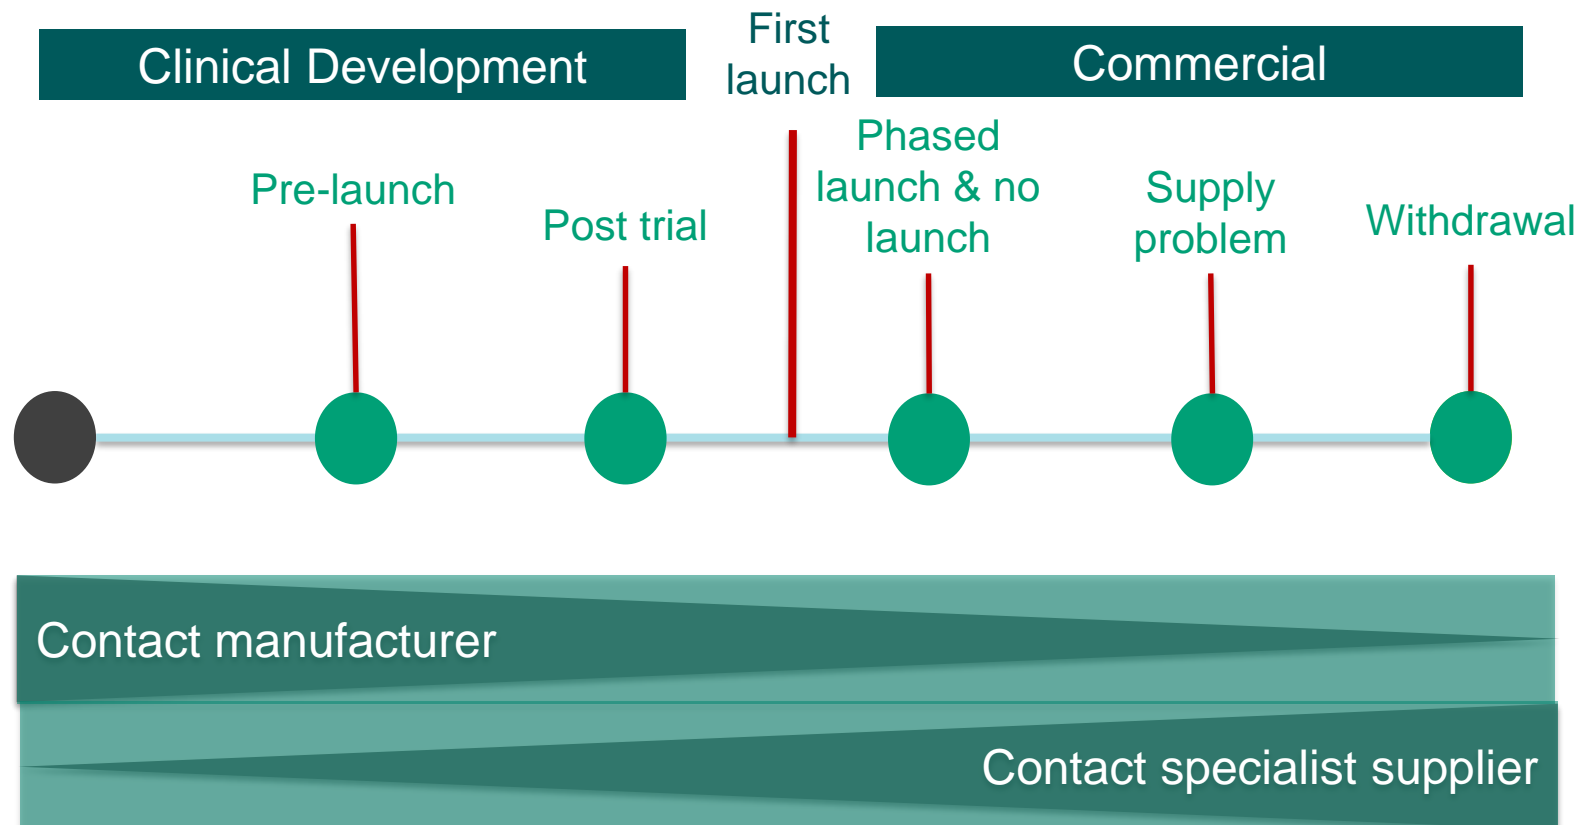 Clinical Development
First
launch
Commercial
Pre-launch
Post trial
Phased
launch & no
launch
Supply
problem
Withdrawal
Contact manufacturer
Contact specialist supplier